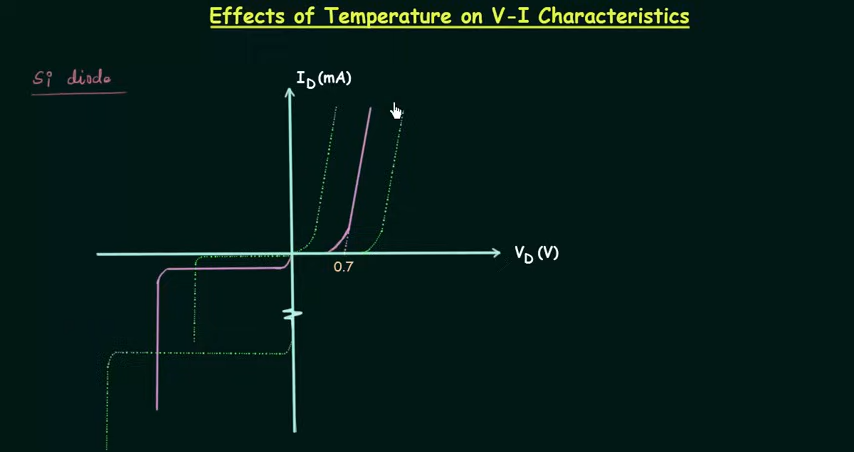 Effects of Temperature on V-I Characteristics
Si diode
I_D (mA)
V_D (V)
0.7